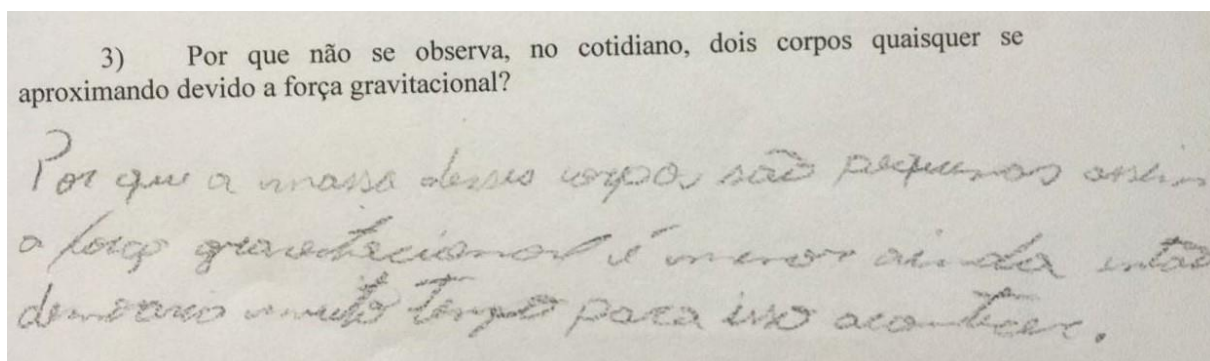 3) Por que não se observa, no cotidiano, dois corpos quaisquer se
aproximando devido a força gravitacional?
Por que a massa desses corpos são pequenos assim
a força gravitacional é menor ainda então
demoraria muito tempo para isso acontecer.